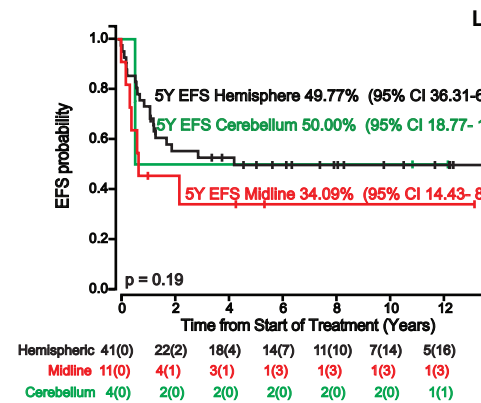 L
1.0
0.8
0.6
0.4
0.2
0.0
EFS probability
5Y EFS Hemisphere 49.77% (95% CI 36.31-6
5Y EFS Cerebellum 50.00% (95% CI 18.77- 1
5Y EFS Midline 34.09% (95% CI 14.43- 8
p = 0.19
0 2 4 6 8 10 12
Time from Start of Treatment (Years)
Hemispheric 41(0) 22(2) 18(4) 14(7) 11(10) 7(14) 5(16)
Midline 11(0) 4(1) 3(1) 1(3) 1(3) 1(3) 1(3)
Cerebellum 4(0) 2(0) 2(0) 2(0) 2(0) 2(0) 1(1)